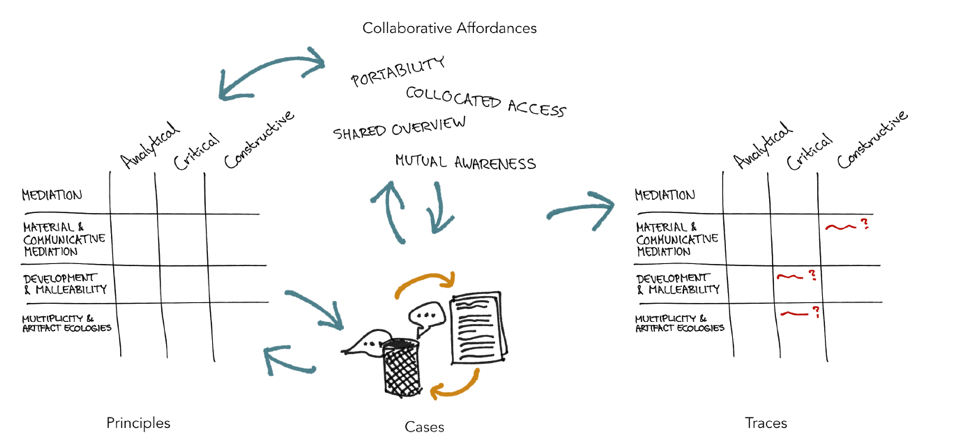 Collaborative Affordances
PORTABILITY
COLLOCATED ACCESS
SHARED OVERVIEW
MUTUAL AWARENESS
Analytical
Critical
Constructive
MEDIATION
MATERIAL &
COMMUNICATIVE
MEDIATION
DEVELOPMENT
& MALLEABILITY
MULTIPLICITY &
ARTIFACT ECOLOGIES
Principles
Cases
Analytical
Critical
Constructive
MEDIATION
MATERIAL &
COMMUNICATIVE
MEDIATION
?
DEVELOPMENT
& MALLEABILITY
?
MULTIPLICITY &
ARTIFACT ECOLOGIES
?
Traces